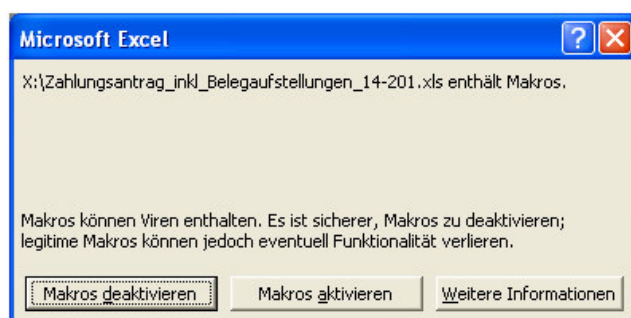 Microsoft Excel
?
X:\Zahlungsantrag_inkl_Belegaufstellungen_14-201.xls enthält Makros.
Makros können Viren enthalten. Es ist sicherer, Makros zu deaktivieren;
legitime Makros können jedoch eventuell Funktionalität verlieren.
Makros deaktivieren Makros aktivieren Weitere Informationen